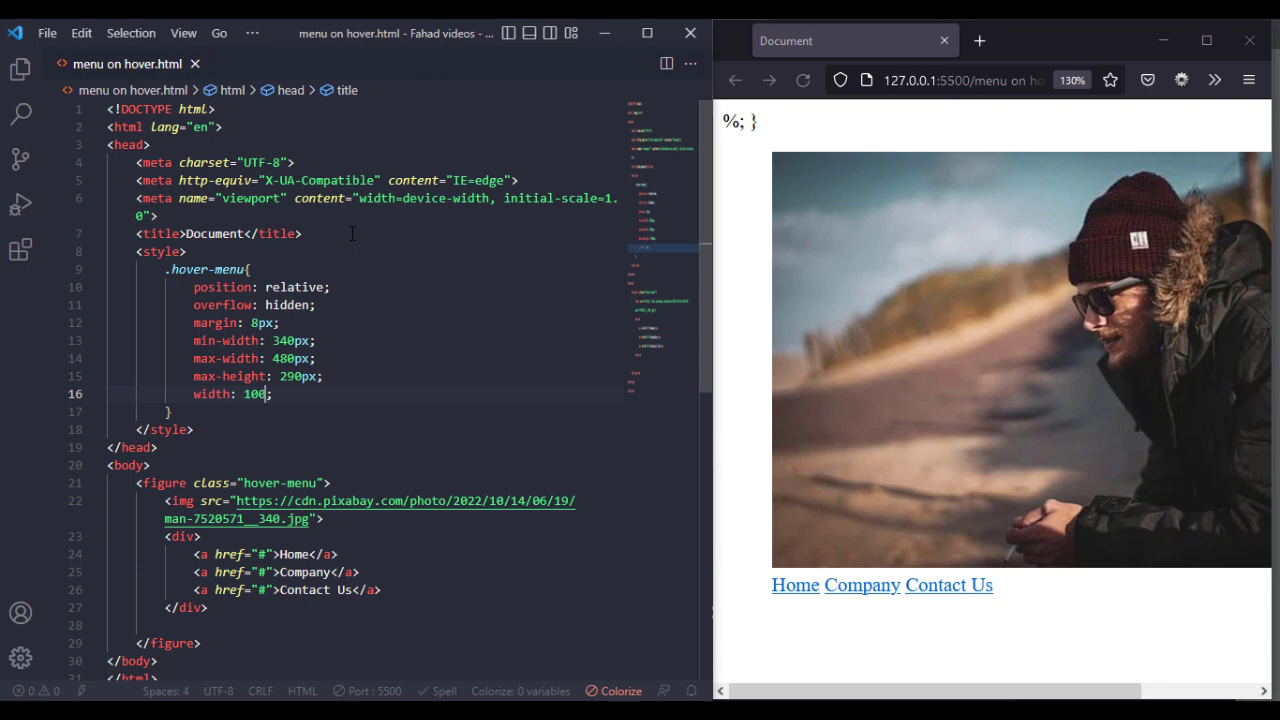 File Edit Selection View Go ··· menu on hover.html - Fahad videos - ...
menu on hover.html
menu on hover.html > html > head > title
1 <!DOCTYPE html>
2 <html lang="en">
3 <head>
4 <meta charset="UTF-8">
5 <meta http-equiv="X-UA-Compatible" content="IE=edge">
6 <meta name="viewport" content="width=device-width, initial-scale=1.
0">
7 <title>Document</title>
8 <style>
9 .hover-menu{
10 position: relative;
11 overflow: hidden;
12 margin: 8px;
13 min-width: 340px;
14 max-width: 480px;
15 max-height: 290px;
16 width: 100;
17 }
18 </style>
19 </head>
20 <body>
21 <figure class="hover-menu">
22 <img src="https://cdn.pixabay.com/photo/2022/10/14/06/19/
man-7520571__340.jpg">
23 <div>
24 <a href="#">Home</a>
25 <a href="#">Company</a>
26 <a href="#">Contact Us</a>
27 </div>
28
29 </figure>
30 </body>
31 </html>
0 0 Spaces: 4 UTF-8 CRLF HTML Port : 5500 Spell Colorize: 0 variables Colorize
Document
127.0.0.1:5500/menu on ho 130%
%; }
Home Company Contact Us